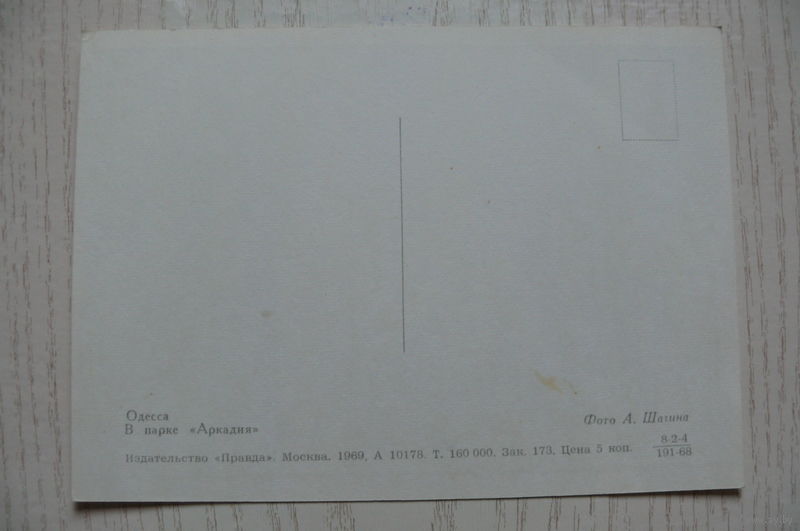 Одесса
В парке «Аркадия»
Фото А. Шагина
Издательство «Правда». Москва. 1969. А 10178. Т. 160 000. Зак. 173. Цена 5 коп.
8-2-4
191-68